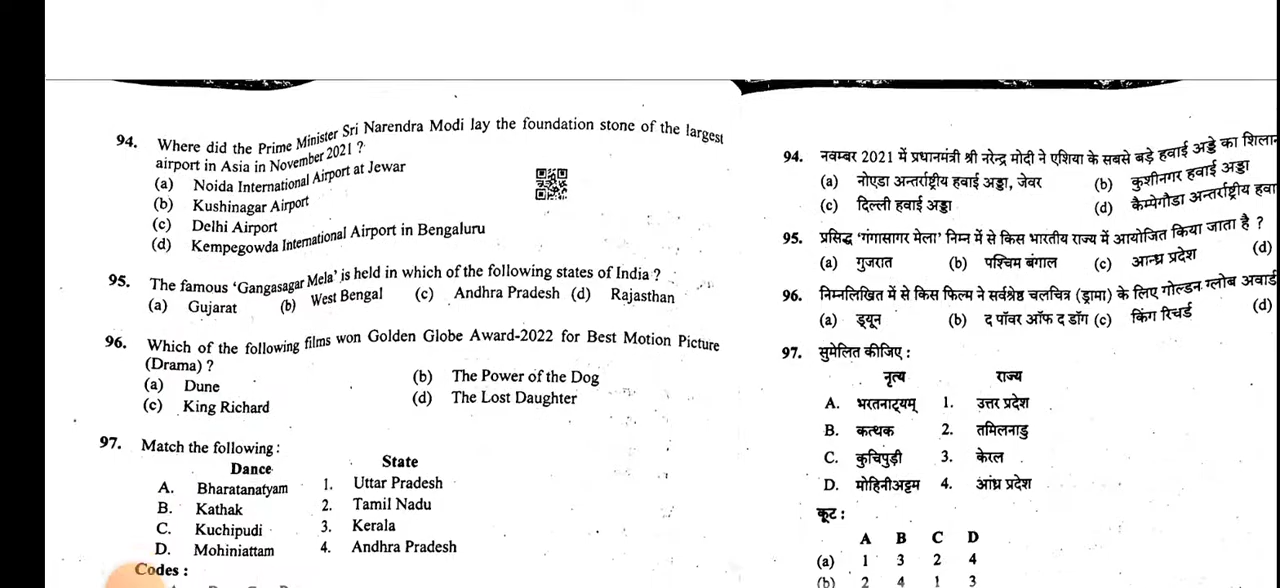 94. Where did the Prime Minister Sri Narendra Modi lay the foundation stone of the largest
airport in Asia in November 2021 ?
(a) Noida International Airport at Jewar
(b) Kushinagar Airport
(c) Delhi Airport
(d) Kempegowda International Airport in Bengaluru
95. The famous ‘Gangasagar Mela’ is held in which of the following states of India ?
(a) Gujarat (b) West Bengal (c) Andhra Pradesh (d) Rajasthan
96. Which of the following films won Golden Globe Award-2022 for Best Motion Picture
(Drama) ?
(a) Dune (b) The Power of the Dog
(c) King Richard (d) The Lost Daughter
97. Match the following :
Dance State
A. Bharatanatyam 1. Uttar Pradesh
B. Kathak 2. Tamil Nadu
C. Kuchipudi 3. Kerala
D. Mohiniattam 4. Andhra Pradesh
Codes :
94. नवम्बर 2021 में प्रधानमंत्री श्री नरेन्द्र मोदी ने एशिया के सबसे बड़े हवाई अड्डे का
(a) नोएडा अन्तर्राष्ट्रीय हवाई अड्डा, जेवर (b) कुशीनगर हवाई अड्डा
(c) दिल्ली हवाई अड्डा (d) कैम्पेगौडा अन्तर्राष्ट्रीय
95. प्रसिद्ध ‘गंगासागर मेला’ निम्न में से किस भारतीय राज्य में आयोजित किया जाता है ?
(a) गुजरात (b) पश्चिम बंगाल (c) आन्ध्र प्रदेश (d)
96. निम्नलिखित में से किस फिल्म ने सर्वश्रेष्ठ चलचित्र (ड्रामा) के लिए गोल्डन ग्लोब अवार्ड
(a) ड्यून (b) द पॉवर ऑफ द डॉग (c) किंग रिचर्ड (d)
97. सुमेलित कीजिए :
नृत्य राज्य
A. भरतनाट्यम् 1. उत्तर प्रदेश
B. कत्थक 2. तमिलनाडु
C. कुचिपुड़ी 3. केरल
D. मोहिनीअट्टम 4. आंध्र प्रदेश
कूट :
A B C D
(a) 1 3 2 4
(b) 2 4 1 3